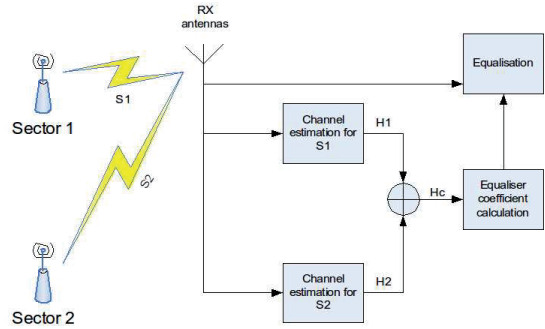 RX
antennas
S1
Sector 1
S2
Sector 2
Channel
estimation for
S1
H1
Channel
estimation for
S2
H2
Hc
Equalisation
Equaliser
coefficient
calculation